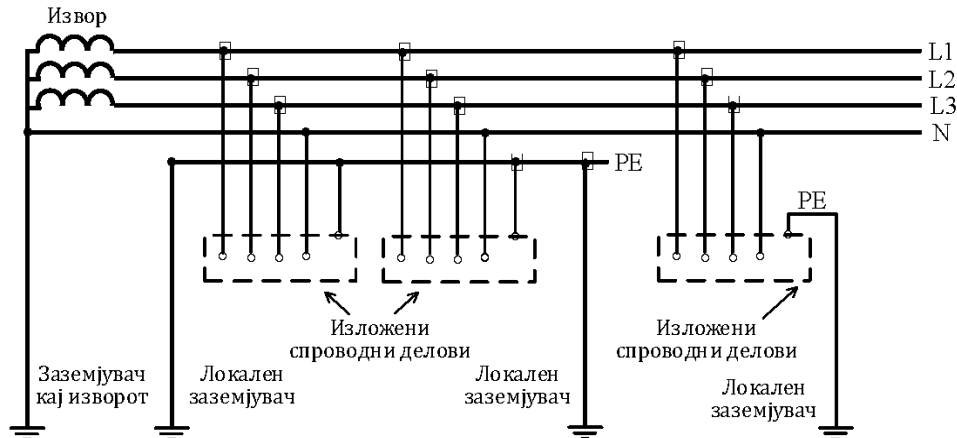 Извор
L1
L2
L3
N
PE
PE
Изложени
спроводни делови
Изложени
спроводни делови
Заземјувач
кај изворот
Локален
заземјувач
Локален
заземјувач
Локален
заземјувач